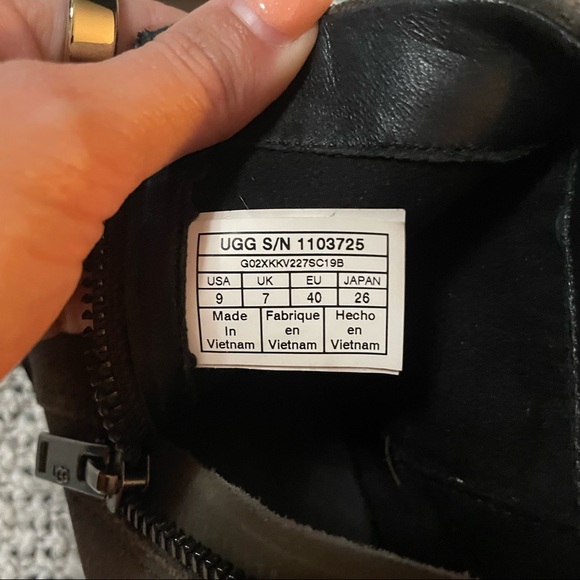 UGG S/N 1103725
G02XKKV227SC19B
USA UK EU JAPAN
9 7 40 26
Made Fabrique Hecho
In en en
Vietnam Vietnam Vietnam
UGG